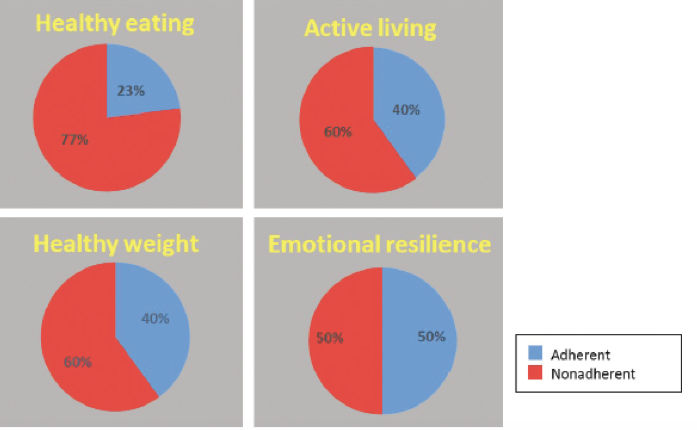 Healthy eating
23%
77%
Active living
40%
60%
Healthy weight
40%
60%
Emotional resilience
50%
50%
Adherent
Nonadherent